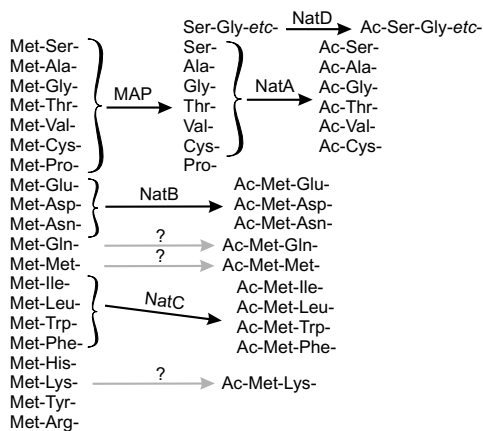 Ser-Gly-etc- NatD Ac-Ser-Gly-etc-
Met-Ser- Ser- Ac-Ser-
Met-Ala- Ala- Ac-Ala-
Met-Gly- MAP Gly- NatA Ac-Gly-
Met-Thr- Thr- Ac-Thr-
Met-Val- Val- Ac-Val-
Met-Cys- Cys- Ac-Cys-
Met-Pro- Pro-
Met-Glu- NatB Ac-Met-Glu-
Met-Asp- Ac-Met-Asp-
Met-Asn- Ac-Met-Asn-
Met-Gln- ? Ac-Met-Gln-
Met-Met- ? Ac-Met-Met-
Met-Ile- Ac-Met-Ile-
Met-Leu- NatC Ac-Met-Leu-
Met-Trp- Ac-Met-Trp-
Met-Phe- Ac-Met-Phe-
Met-His-
Met-Lys- ? Ac-Met-Lys-
Met-Tyr-
Met-Arg-